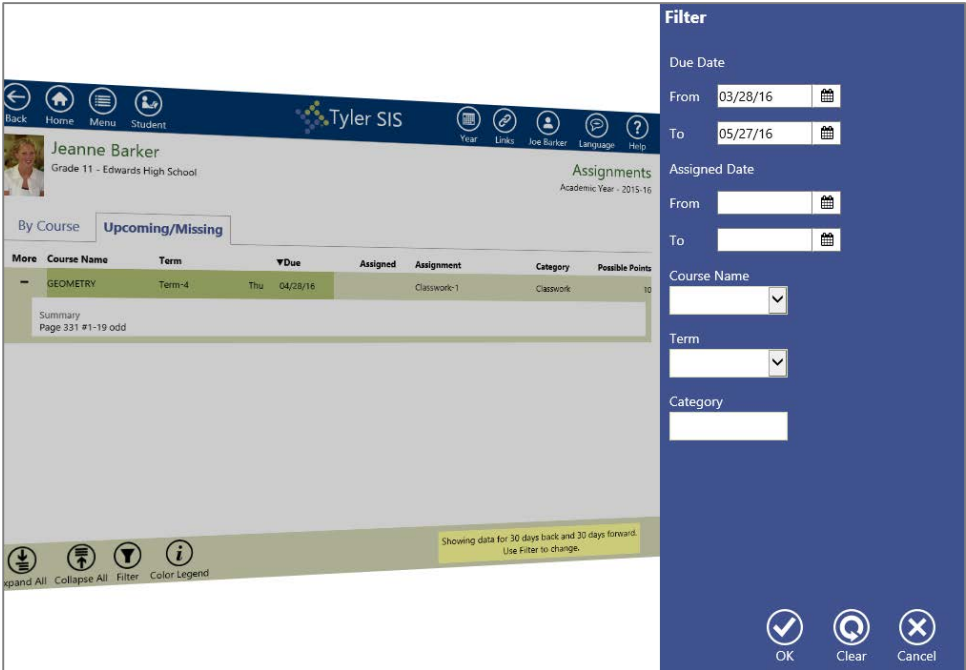 Back
Home
Menu
Student
Tyler SIS
Year
Links
Joe Barker
Language
Help
Jeanne Barker
Grade 11 - Edwards High School
Assignments
Academic Year - 2015-16
By Course
Upcoming/Missing
More Course Name Term ▼Due Assigned Assignment Category Possible Points
− GEOMETRY Term-4 Thu 04/28/16 Classwork-1 Classwork 10
Summary
Page 331 #1-19 odd
Showing data for 30 days back and 30 days forward.
Use Filter to change.
xpand All
Collapse All
Filter
Color Legend
Filter
Due Date
From 03/28/16
To 05/27/16
Assigned Date
From
To
Course Name
Term
Category
OK
Clear
Cancel